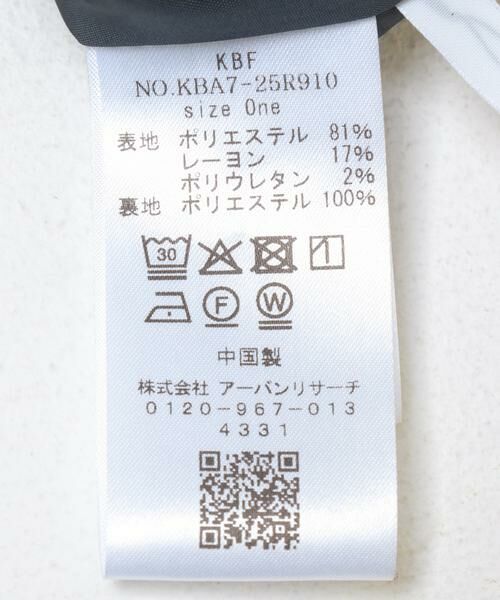 KBF
NO.KBA7-25R910
size One
表地 ポリエステル 81%
レーヨン 17%
ポリウレタン 2%
裏地 ポリエステル 100%
30
F W
中国製
株式会社 アーバンリサーチ
0120-967-013
4331